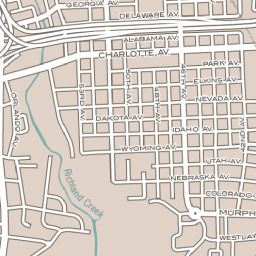 GEORGIA AV
DELAWARE AV
ALABAMA AV
CHARLOTTE AV
PARK AV
ELKINS AV
NEVADA AV
53RD AV
50TH AV
48TH AV
46TH AV
ORLANDO AV
DAKOTA AV
IDAHO AV
WYOMING AV
UTAH AV
NEBRASKA AV
COLORADO
MURPH
WESTLAW
Richland Creek